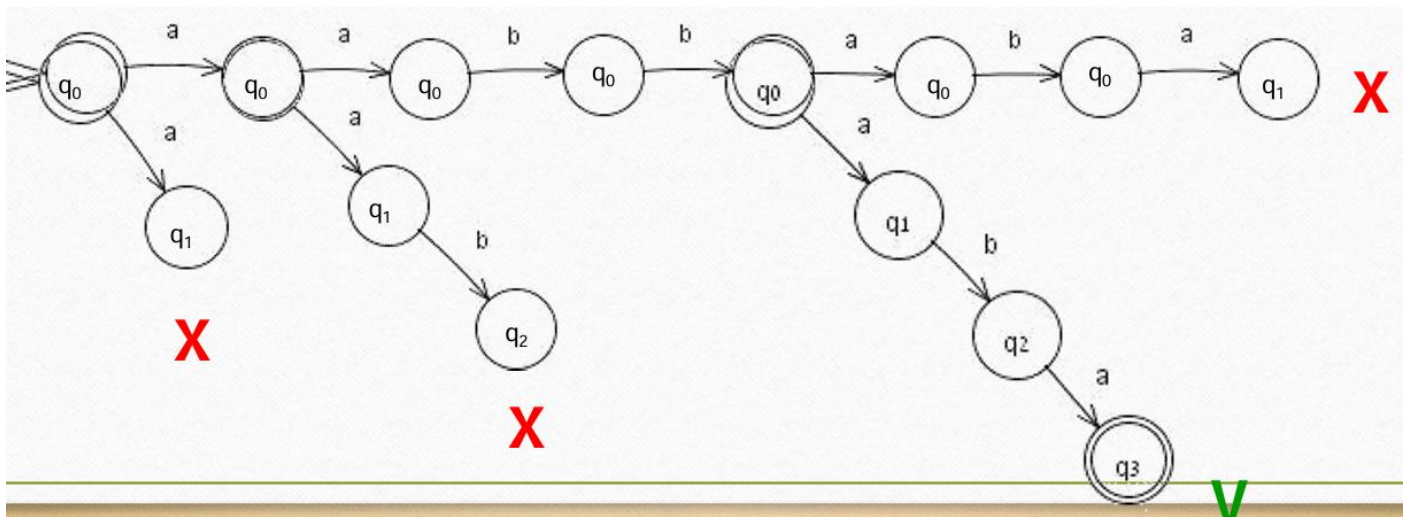 a a b b a b a
q₀ q₀ q₀ q₀ q0 q₀ q₀ q₁
X
a a a
q₁ q₁ q1
b b
X q₂ q2
X a
q3
V